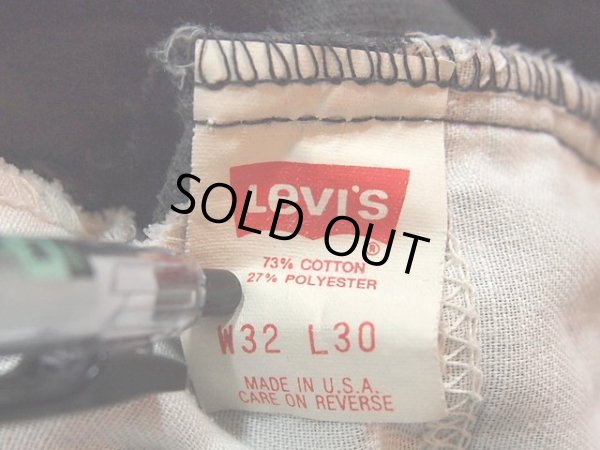 LEVI'S
®
SOLD OUT
73% COTTON
27% POLYESTER
W32 L30
MADE IN U.S.A.
CARE ON REVERSE